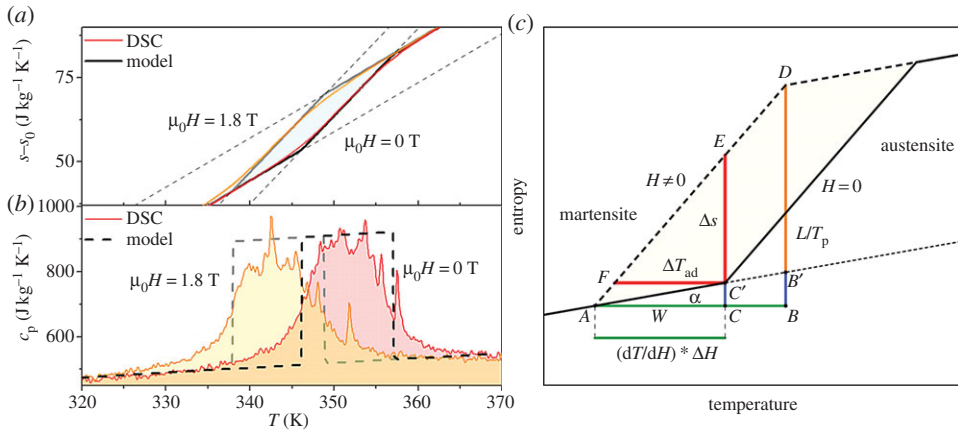 (a)
DSC
model
75
50
1000
s–s₀ (J kg⁻¹ K⁻¹)
μ₀H = 1.8 T
μ₀H = 0 T
(b)
DSC
model
800
600
cₚ (J kg⁻¹ K⁻¹)
μ₀H = 1.8 T
μ₀H = 0 T
320 330 340 350 360 370
T (K)
(c)
D
E
austensite
H≠0
H = 0
martensite
Δs
L/Tₚ
entropy
F
ΔT_ad
B′
α
C′
A
W
C
B
(dT/dH) * ΔH
temperature